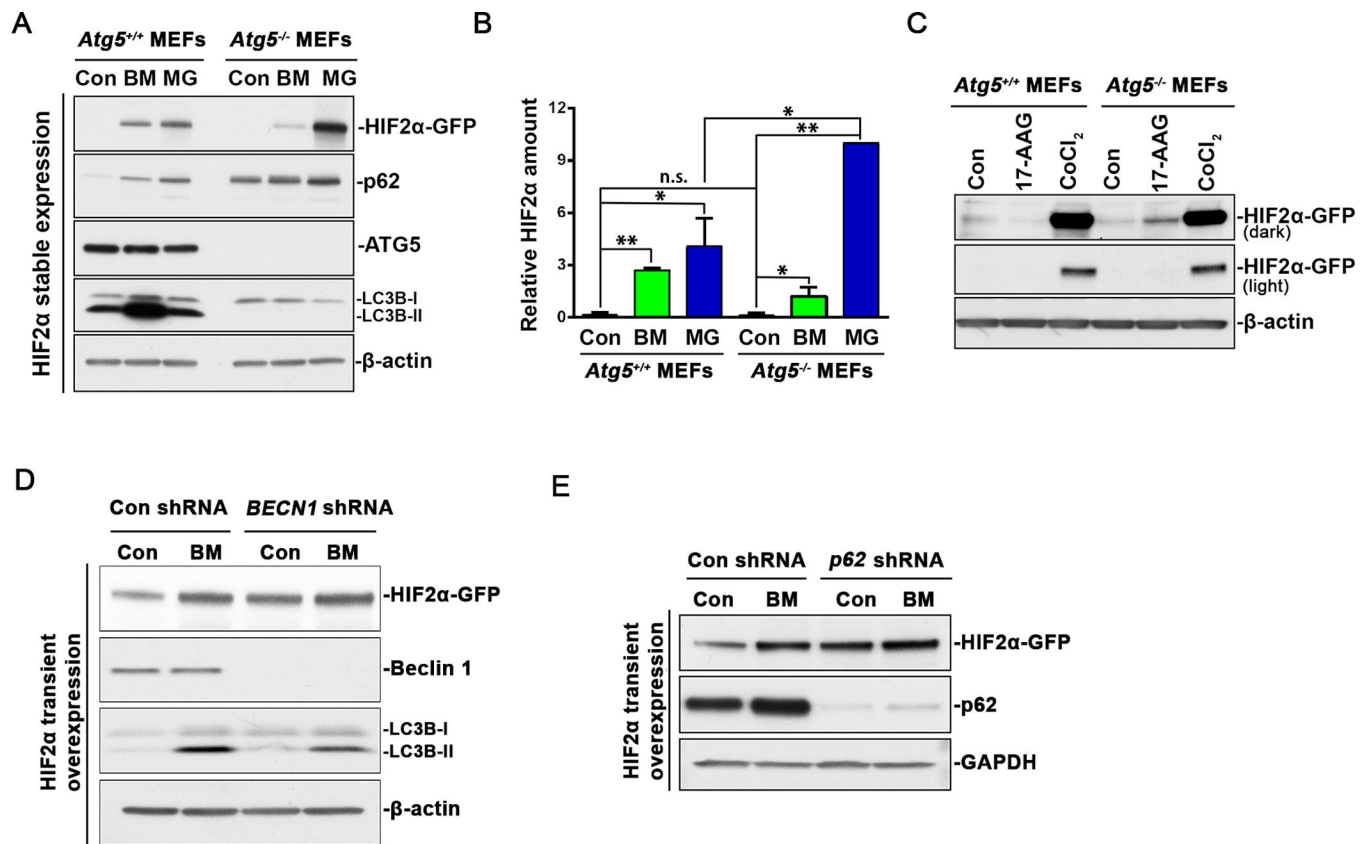 A
Atg5+/+ MEFs Atg5-/- MEFs
Con BM MG Con BM MG
HIF2α stable expression
-HIF2α-GFP
-p62
-ATG5
-LC3B-I
-LC3B-II
-β-actin
B
Relative HIF2α amount
12
9
6
3
0
n.s.
**
*
*
*
**
Con BM MG Con BM MG
Atg5+/+ MEFs Atg5-/- MEFs
C
Atg5+/+ MEFs Atg5-/- MEFs
Con 17-AAG CoCl2 Con 17-AAG CoCl2
-HIF2α-GFP
(dark)
-HIF2α-GFP
(light)
-β-actin
D
Con shRNA BECN1 shRNA
Con BM Con BM
HIF2α transient
overexpression
-HIF2α-GFP
-Beclin 1
-LC3B-I
-LC3B-II
-β-actin
E
Con shRNA p62 shRNA
Con BM Con BM
HIF2α transient
overexpression
-HIF2α-GFP
-p62
-GAPDH